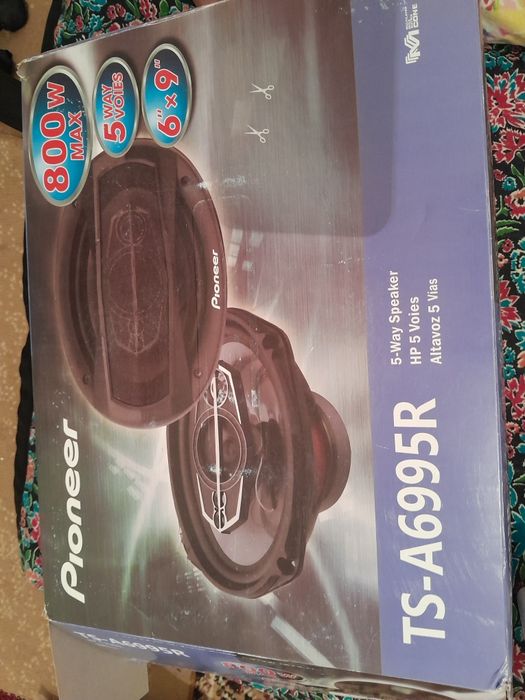 800W
MAX
5 WAY
VOIES
6" × 9"
CONE
Pioneer
Pioneer
5-Way Speaker
HP 5 Voies
Altavoz 5 Vias
TS-A6995R
TS-A6995R